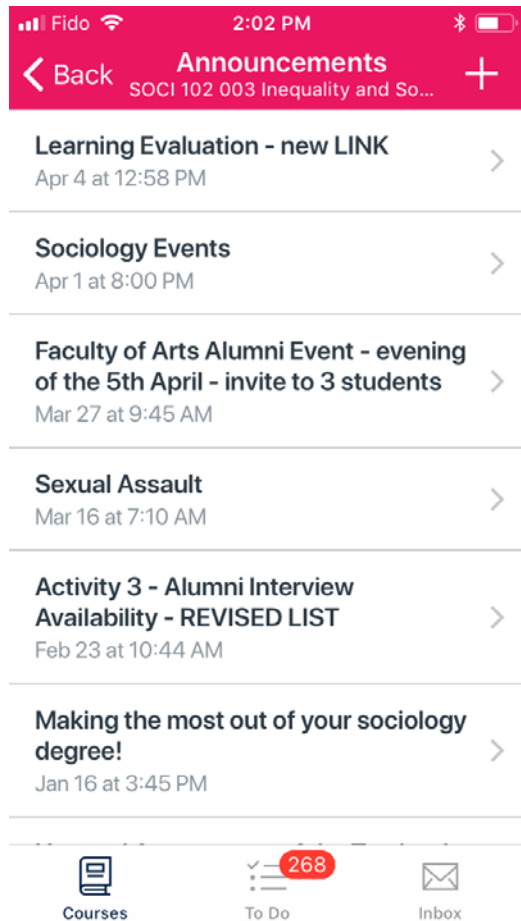 Fido 2:02 PM
Back Announcements
SOCI 102 003 Inequality and So...
Learning Evaluation - new LINK
Apr 4 at 12:58 PM
Sociology Events
Apr 1 at 8:00 PM
Faculty of Arts Alumni Event - evening
of the 5th April - invite to 3 students
Mar 27 at 9:45 AM
Sexual Assault
Mar 16 at 7:10 AM
Activity 3 - Alumni Interview
Availability - REVISED LIST
Feb 23 at 10:44 AM
Making the most out of your sociology
degree!
Jan 16 at 3:45 PM
268
Courses To Do Inbox